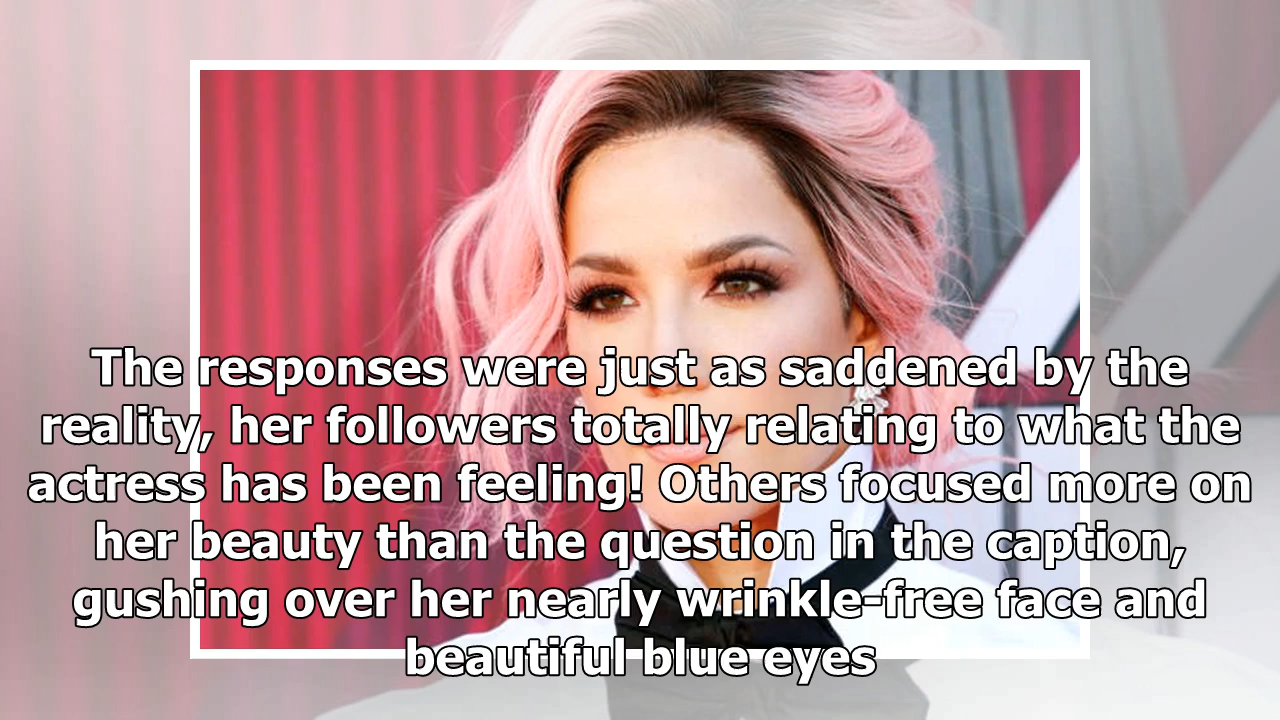 The responses were just as saddened by the
reality, her followers totally relating to what the
actress has been feeling! Others focused more on
her beauty than the question in the caption,
gushing over her nearly wrinkle-free face and
beautiful blue eyes